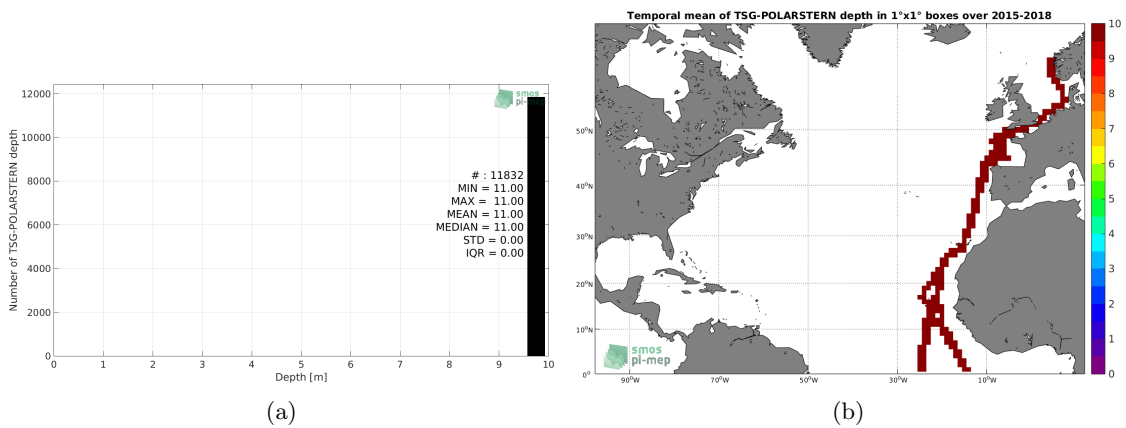 12000
10000
8000
6000
4000
2000
0
Number of TSG-POLARSTERN depth
smos
pi-mep
# : 11832
MIN = 11.00
MAX = 11.00
MEAN = 11.00
MEDIAN = 11.00
STD = 0.00
IQR = 0.00
0 1 2 3 4 5 6 7 8 9 10
Depth [m]
(a)
Temporal mean of TSG-POLARSTERN depth in 1°x1° boxes over 2015-2018
50°N
40°N
30°N
20°N
10°N
0°
90°W 70°W 50°W 30°W 10°W
smos
pi-mep
10
9
8
7
6
5
4
3
2
1
0
(b)